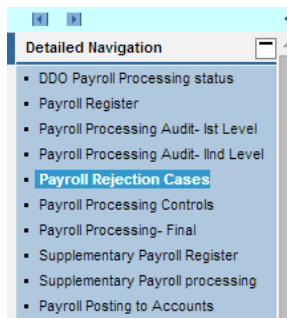 Detailed Navigation
DDO Payroll Processing status
Payroll Register
Payroll Processing Audit- Ist Level
Payroll Processing Audit- IInd Level
Payroll Rejection Cases
Payroll Processing Controls
Payroll Processing- Final
Supplementary Payroll Register
Supplementary Payroll processing
Payroll Posting to Accounts